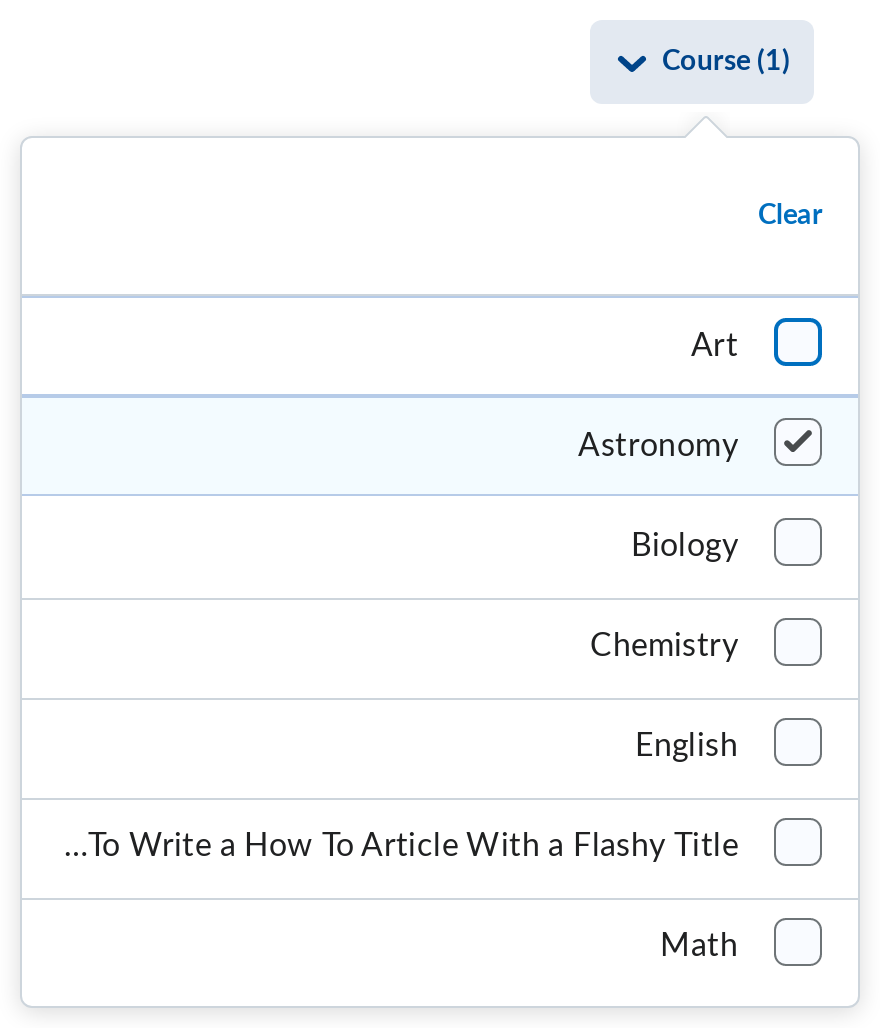 Course (1)
Clear
Art
Astronomy
Biology
Chemistry
English
...To Write a How To Article With a Flashy Title
Math